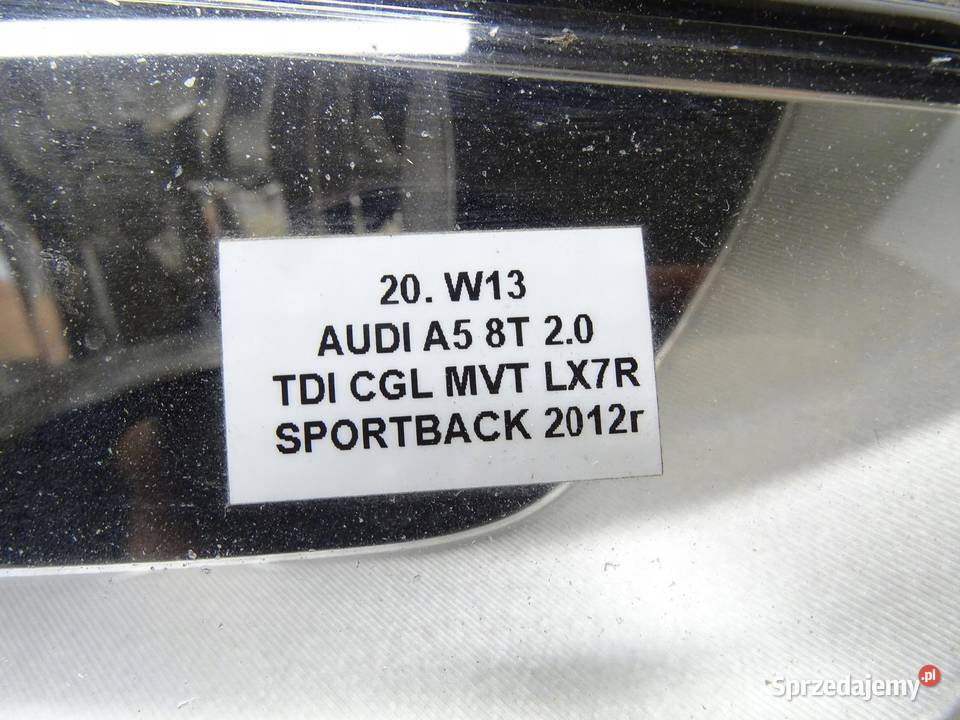 20. W13
AUDI A5 8T 2.0
TDI CGL MVT LX7R
SPORTBACK 2012r
Sprzedajemy.pl